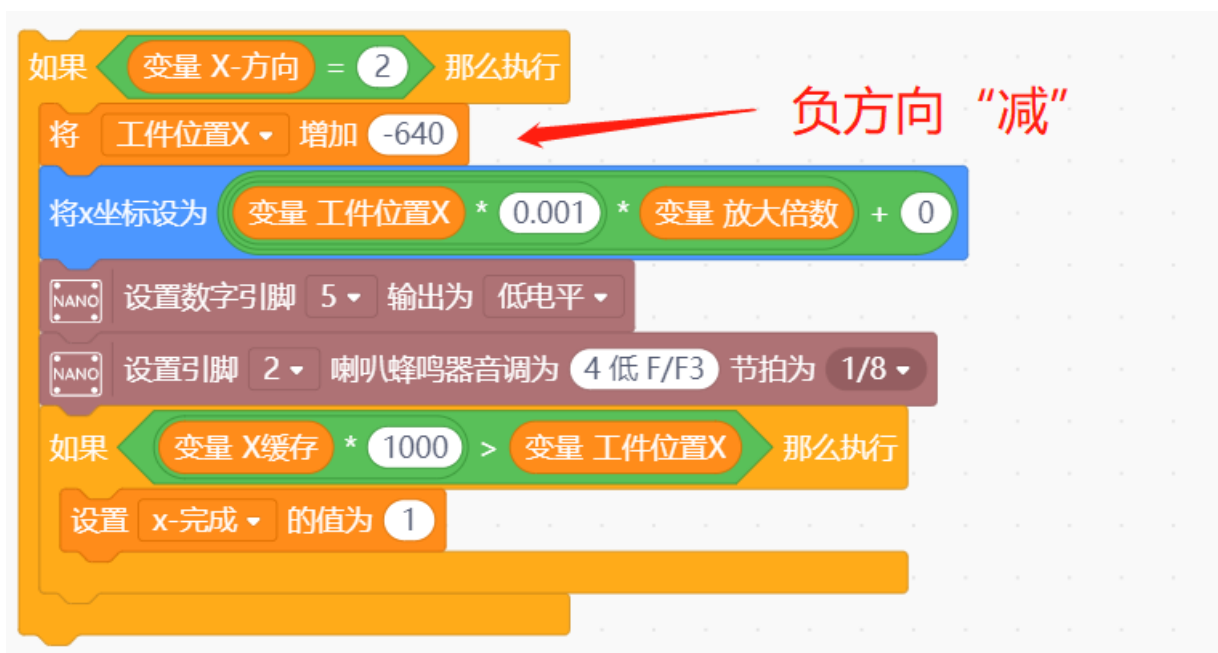 如果 变量 X-方向 = 2 那么执行
负方向“减”
将 工件位置X 增加 -640
将x坐标设为 变量 工件位置X * 0.001 * 变量 放大倍数 + 0
NANO 设置数字引脚 5 输出为 低电平
NANO 设置引脚 2 喇叭蜂鸣器音调为 4 低 F/F3 节拍为 1/8
如果 变量 X缓存 * 1000 > 变量 工件位置X 那么执行
设置 x-完成 的值为 1